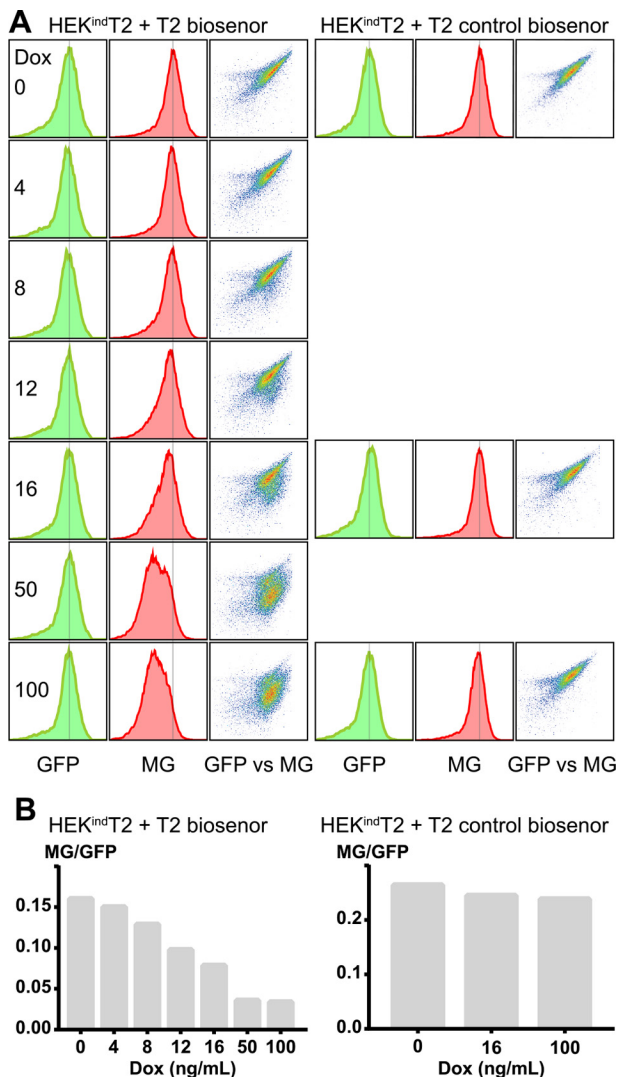 A
HEKindT2 + T2 biosenor
HEKindT2 + T2 control biosenor
Dox
0
4
8
12
16
50
100
GFP
MG
GFP vs MG
GFP
MG
GFP vs MG
B
HEKindT2 + T2 biosenor
HEKindT2 + T2 control biosenor
MG/GFP
0.15
0.10
0.05
0.00
0 4 8 12 16 50 100
Dox (ng/mL)
MG/GFP
0.2
0.1
0.0
0 16 100
Dox (ng/mL)